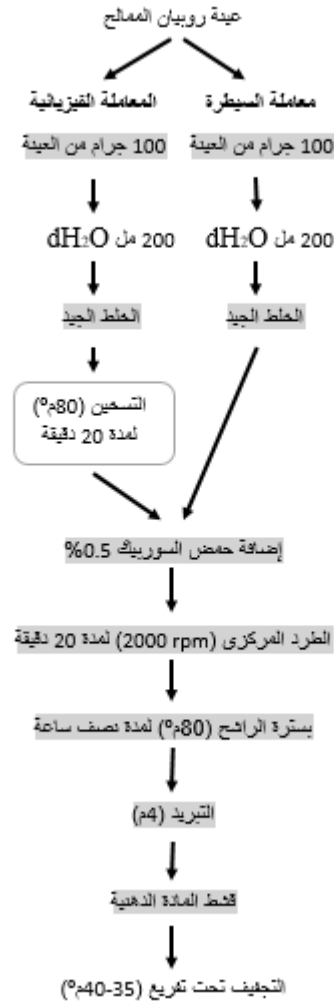 عينة روبيان الممالح
معاملة السيطرة
المعاملة الفيزيائية
100 جرام من العينة
100 جرام من العينة
200 مل dH2O
200 مل dH2O
الخلط الجيد
الخلط الجيد
التسخين (80م°)
لمدة 20 دقيقة
إضافة حمض السوربيك 0.5%
الطرد المركزي (2000 rpm) لمدة 20 دقيقة
بسترة الراشح (80م°) لمدة نصف ساعة
التبريد (4م)
قشط المادة الدهنية
التجفيف تحت تفريغ (35-40م°)